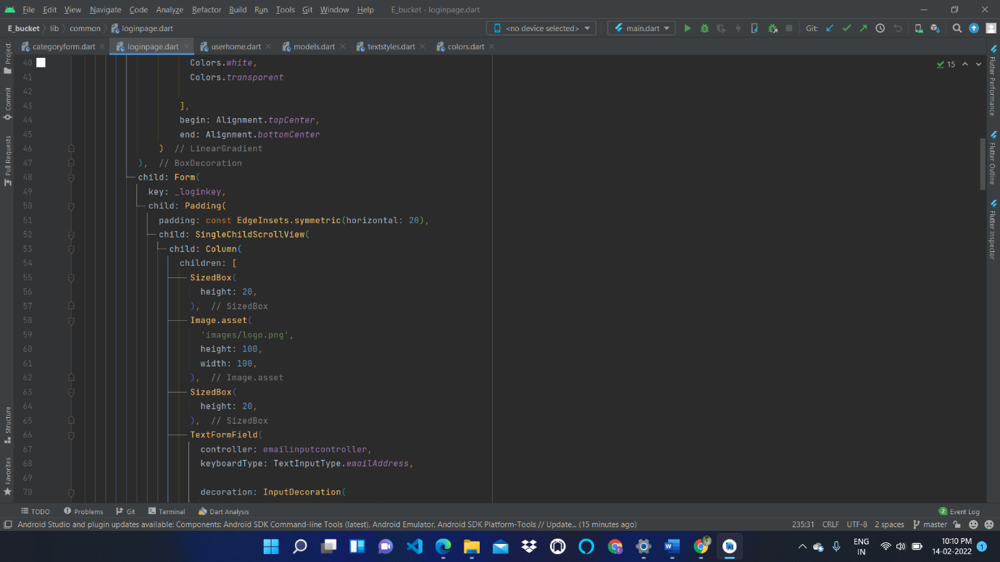 File Edit View Navigate Code Analyze Refactor Build Run Tools Git Window Help E_bucket - loginpage.dart
E_bucket lib common loginpage.dart <no device selected> main.dart Git:
categoryform.dart loginpage.dart userhome.dart models.dart textstyles.dart colors.dart
Project
Commit
Pull Requests
Structure
Favorites
15
40 Colors.white,
41 Colors.transparent
42
43 ],
44 begin: Alignment.topCenter,
45 end: Alignment.bottomCenter
46 ) // LinearGradient
47 ), // BoxDecoration
48 child: Form(
49 key: _loginkey,
50 child: Padding(
51 padding: const EdgeInsets.symmetric(horizontal: 20),
52 child: SingleChildScrollView(
53 child: Column(
54 children: [
55 SizedBox(
56 height: 20,
57 ), // SizedBox
58 Image.asset(
59 'images/logo.png',
60 height: 100,
61 width: 100,
62 ), // Image.asset
63 SizedBox(
64 height: 20,
65 ), // SizedBox
66 TextFormField(
67 controller: emailinputcontroller,
68 keyboardType: TextInputType.emailAddress,
69
70 decoration: InputDecoration(
Flutter Performance
Flutter Outline
Flutter Inspector
TODO Problems Git Terminal Dart Analysis 2 Event Log
Android Studio and plugin updates available: Components: Android SDK Command-line Tools (latest), Android Emulator, Android SDK Platform-Tools // Update... (15 minutes ago) 235:31 CRLF UTF-8 2 spaces master
ENG
IN
10:10 PM
14-02-2022
1